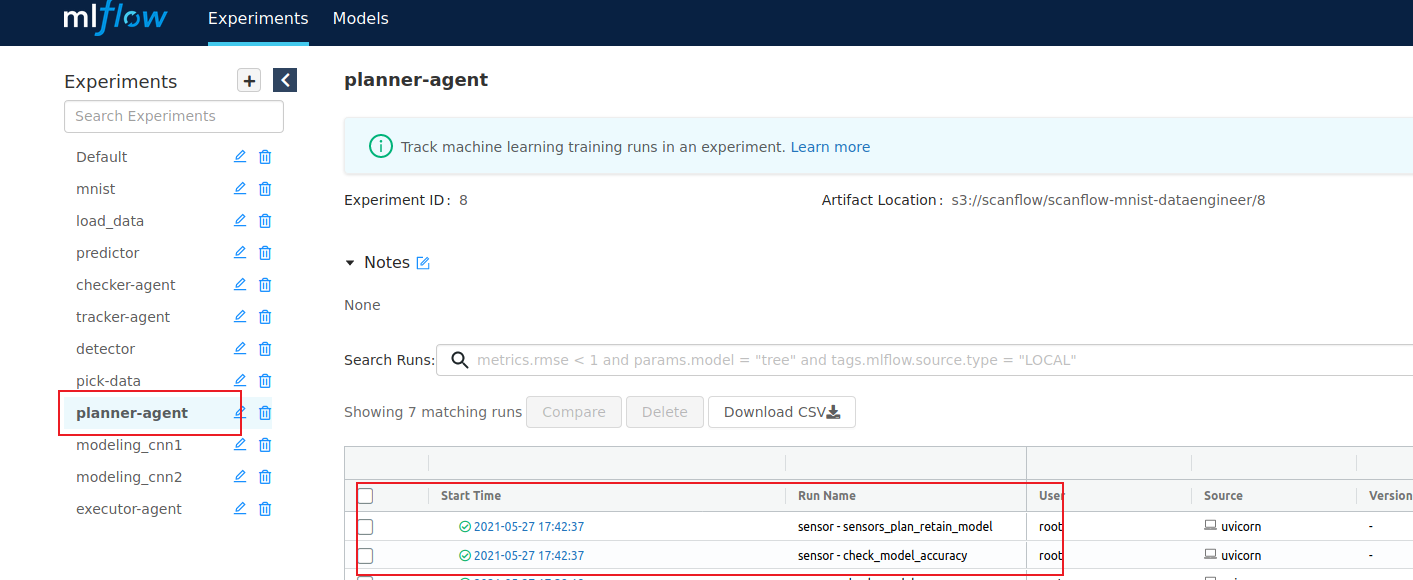 mlflow Experiments Models
Experiments +
Search Experiments
Default
mnist
load_data
predictor
checker-agent
tracker-agent
detector
pick-data
planner-agent
modeling_cnn1
modeling_cnn2
executor-agent
planner-agent
Track machine learning training runs in an experiment. Learn more
Experiment ID: 8 Artifact Location: s3://scanflow/scanflow-mnist-dataengineer/8
Notes
None
Search Runs: metrics.rmse < 1 and params.model = "tree" and tags.mlflow.source.type = "LOCAL"
Showing 7 matching runs Compare Delete Download CSV
Start Time Run Name User Source Version
2021-05-27 17:42:37 sensor - sensors_plan_retain_model root uvicorn -
2021-05-27 17:42:37 sensor - check_model_accuracy root uvicorn -